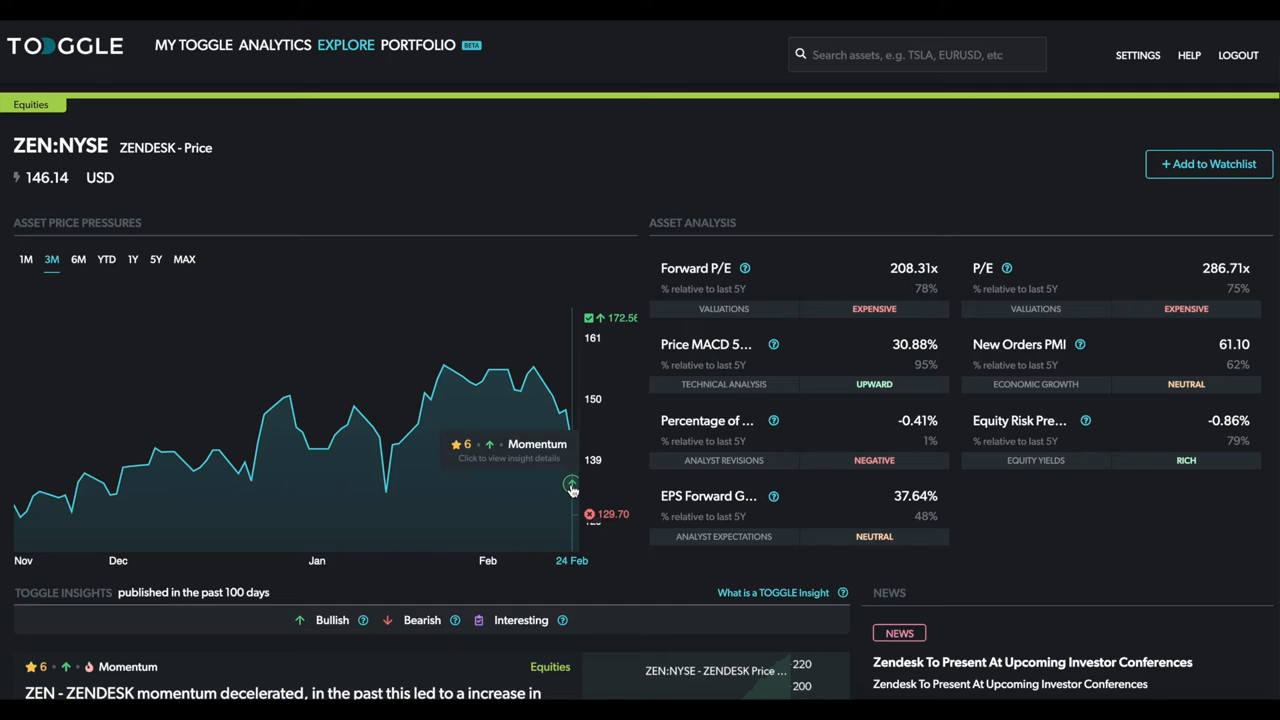 TOGGLE
MY TOGGLE ANALYTICS EXPLORE PORTFOLIO BETA
Search assets, e.g. TSLA, EURUSD, etc
SETTINGS HELP LOGOUT
Equities
ZEN:NYSE ZENDESK - Price
146.14 USD
+ Add to Watchlist
ASSET PRICE PRESSURES
1M 3M 6M YTD 1Y 5Y MAX
172.56
161
150
139
129.70
6 • • Momentum
Click to view insight details
Nov Dec Jan Feb 24 Feb
ASSET ANALYSIS
Forward P/E ? 208.31x
% relative to last 5Y 78%
VALUATIONS EXPENSIVE
P/E ? 286.71x
% relative to last 5Y 75%
VALUATIONS EXPENSIVE
Price MACD 5... ? 30.88%
% relative to last 5Y 95%
TECHNICAL ANALYSIS UPWARD
New Orders PMI ? 61.10
% relative to last 5Y 62%
ECONOMIC GROWTH NEUTRAL
Percentage of ... ? -0.41%
% relative to last 5Y 1%
ANALYST REVISIONS NEGATIVE
Equity Risk Pre... ? -0.86%
% relative to last 5Y 79%
EQUITY YIELDS RICH
EPS Forward G... ? 37.64%
% relative to last 5Y 48%
ANALYST EXPECTATIONS NEUTRAL
TOGGLE INSIGHTS published in the past 100 days
What is a TOGGLE Insight ?
Bullish ? Bearish ? Interesting ?
6 • • Momentum Equities
ZEN - ZENDESK momentum decelerated, in the past this led to a increase in
ZEN:NYSE - ZENDESK Price ...
220
200
NEWS
NEWS
Zendesk To Present At Upcoming Investor Conferences
Zendesk To Present At Upcoming Investor Conferences